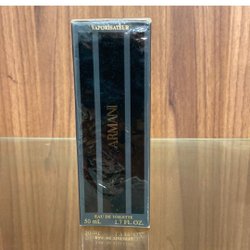 VAPORISATEUR
ARMANI
EAU DE TOILETTE
50 mL 1.7 FL. OZ.